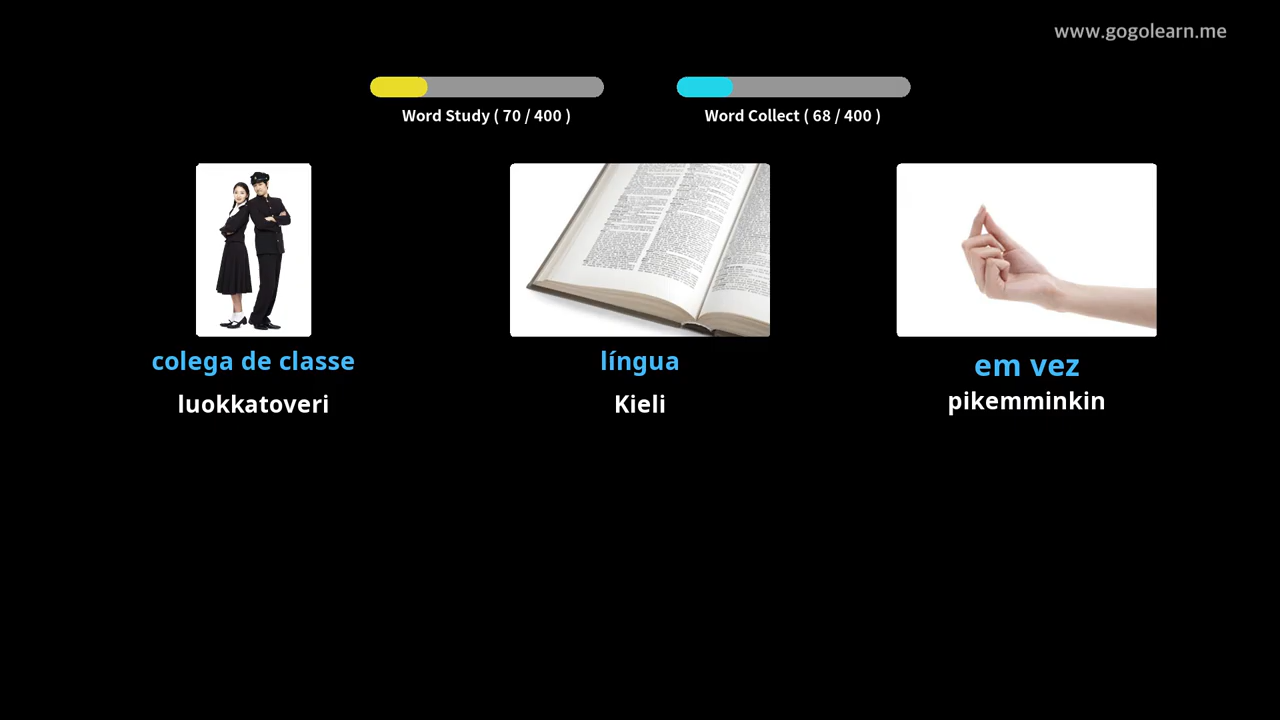 www.gogolearn.me
Word Study ( 70 / 400 )
Word Collect ( 68 / 400 )
colega de classe
luokkatoveri
língua
Kieli
em vez
pikemminkin